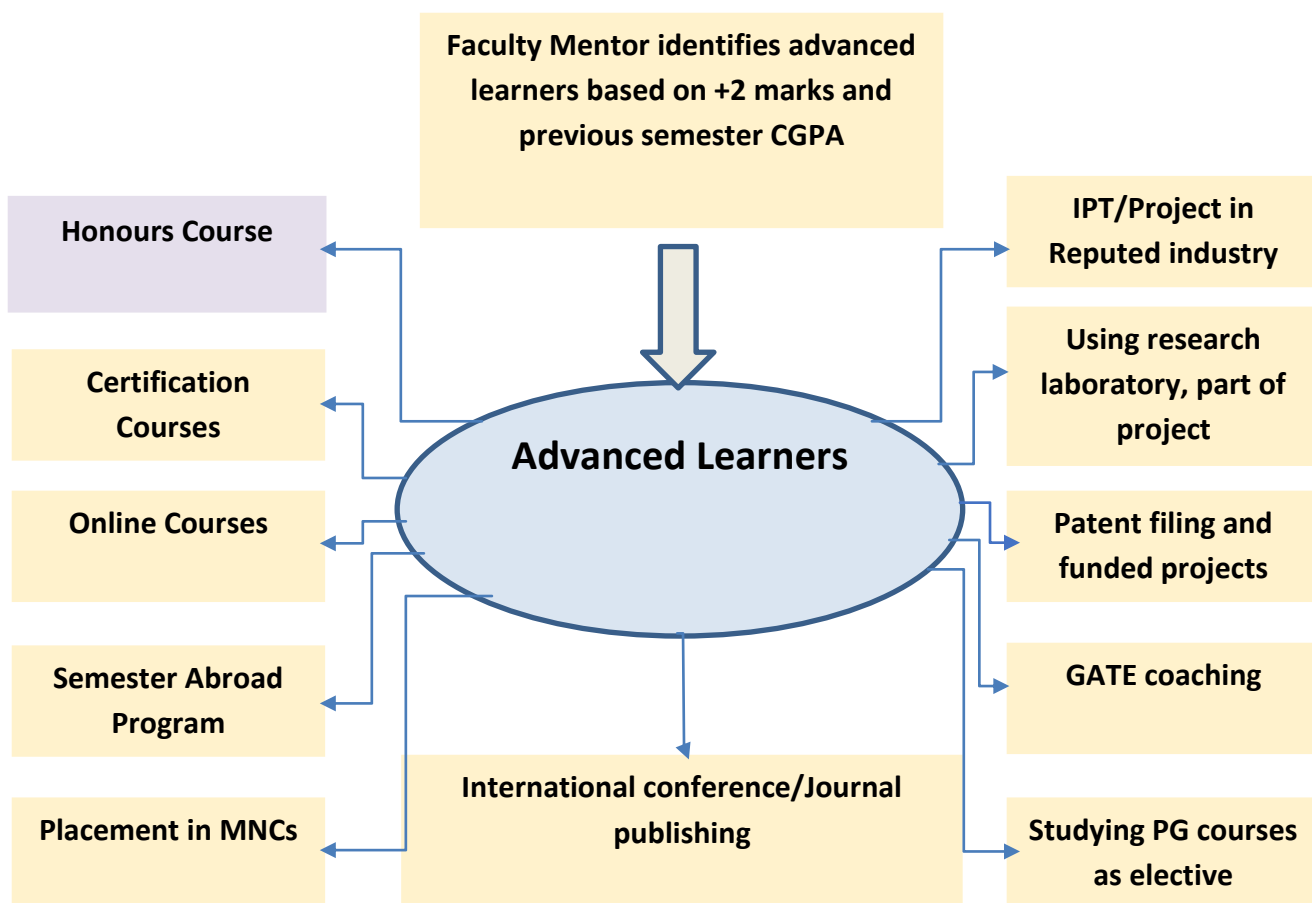 Faculty Mentor identifies advanced
learners based on +2 marks and
previous semester CGPA
Honours Course
Certification
Courses
Online Courses
Semester Abroad
Program
Placement in MNCs
Advanced Learners
International conference/Journal
publishing
IPT/Project in
Reputed industry
Using research
laboratory, part of
project
Patent filing and
funded projects
GATE coaching
Studying PG courses
as elective